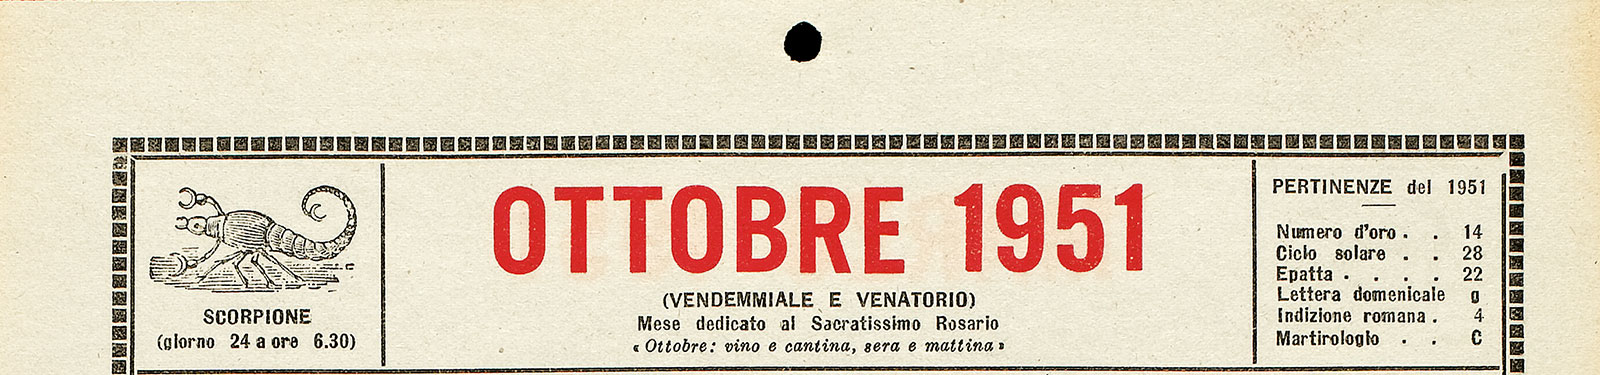 SCORPIONE
(giorno 24 a ore 6.30)
OTTOBRE 1951
(VENDEMMIALE E VENATORIO)
Mese dedicato al Sacratissimo Rosario
«Ottobre: vino e cantina, sera e mattina»
PERTINENZE del 1951
Numero d'oro . . 14
Ciclo solare . . 28
Epatta . . . . 22
Lettera domenicale g
Indizione romana . 4
Martirologio . . C